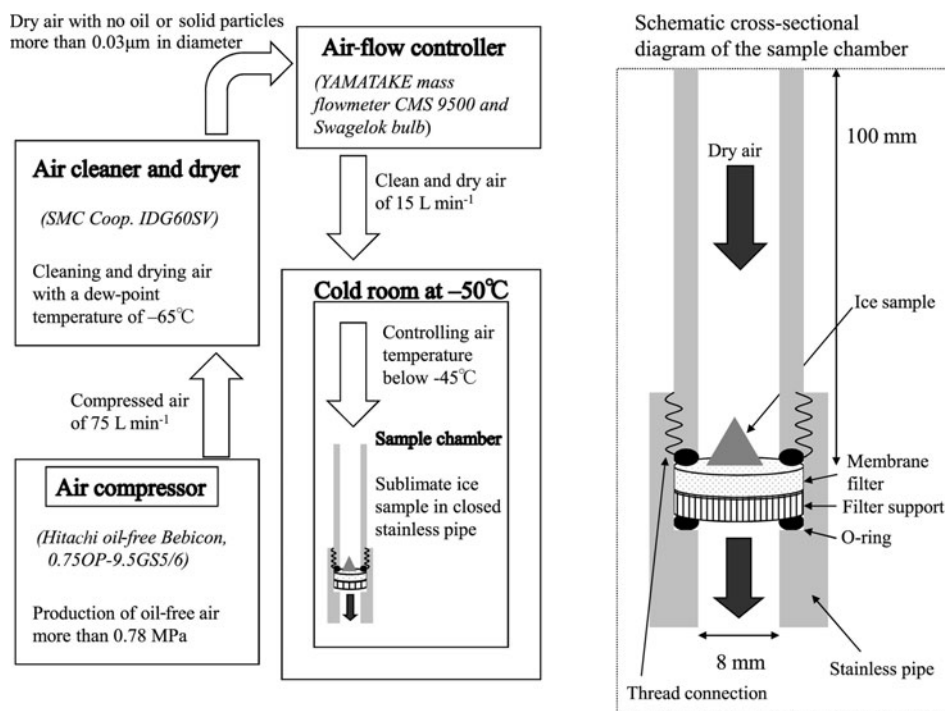 Dry air with no oil or solid particles
more than 0.03μm in diameter
Air-flow controller
(YAMATAKE mass
flowmeter CMS 9500 and
Swagelok bulb)
Air cleaner and dryer
(SMC Coop. IDG60SV)
Cleaning and drying air
with a dew-point
temperature of –65℃
Clean and dry air
of 15 L min-1
Compressed air
of 75 L min-1
Air compressor
(Hitachi oil-free Bebicon,
0.75OP-9.5GS5/6)
Production of oil-free air
more than 0.78 MPa
Cold room at –50℃
Controlling air
temperature
below -45℃
Sample chamber
Sublimate ice
sample in closed
stainless pipe
Schematic cross-sectional
diagram of the sample chamber
100 mm
Dry air
Ice sample
Membrane
filter
Filter support
O-ring
8 mm
Stainless pipe
Thread connection